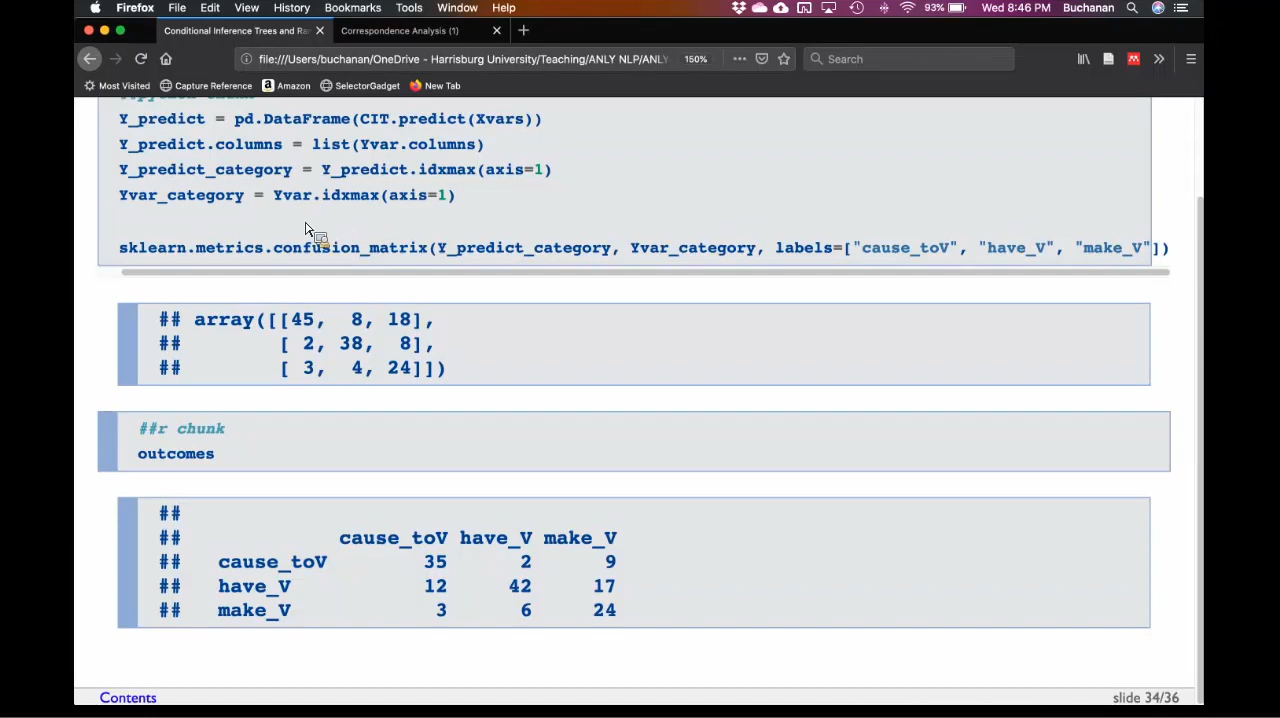 Firefox File Edit View History Bookmarks Tools Window Help 93% Wed 8:46 PM Buchanan
Conditional Inference Trees and Ra Correspondence Analysis (1)
file:///Users/buchanan/OneDrive - Harrisburg University/Teaching/ANLY NLP/ANLY 150% Search
Most Visited Capture Reference Amazon SelectorGadget New Tab
Y_predict = pd.DataFrame(CIT.predict(Xvars))
Y_predict.columns = list(Yvar.columns)
Y_predict_category = Y_predict.idxmax(axis=1)
Yvar_category = Yvar.idxmax(axis=1)
sklearn.metrics.confusion_matrix(Y_predict_category, Yvar_category, labels=["cause_toV", "have_V", "make_V"])
## array([[45, 8, 18],
## [ 2, 38, 8],
## [ 3, 4, 24]])
##r chunk
outcomes
##
## cause_toV have_V make_V
## cause_toV 35 2 9
## have_V 12 42 17
## make_V 3 6 24
Contents slide 34/36